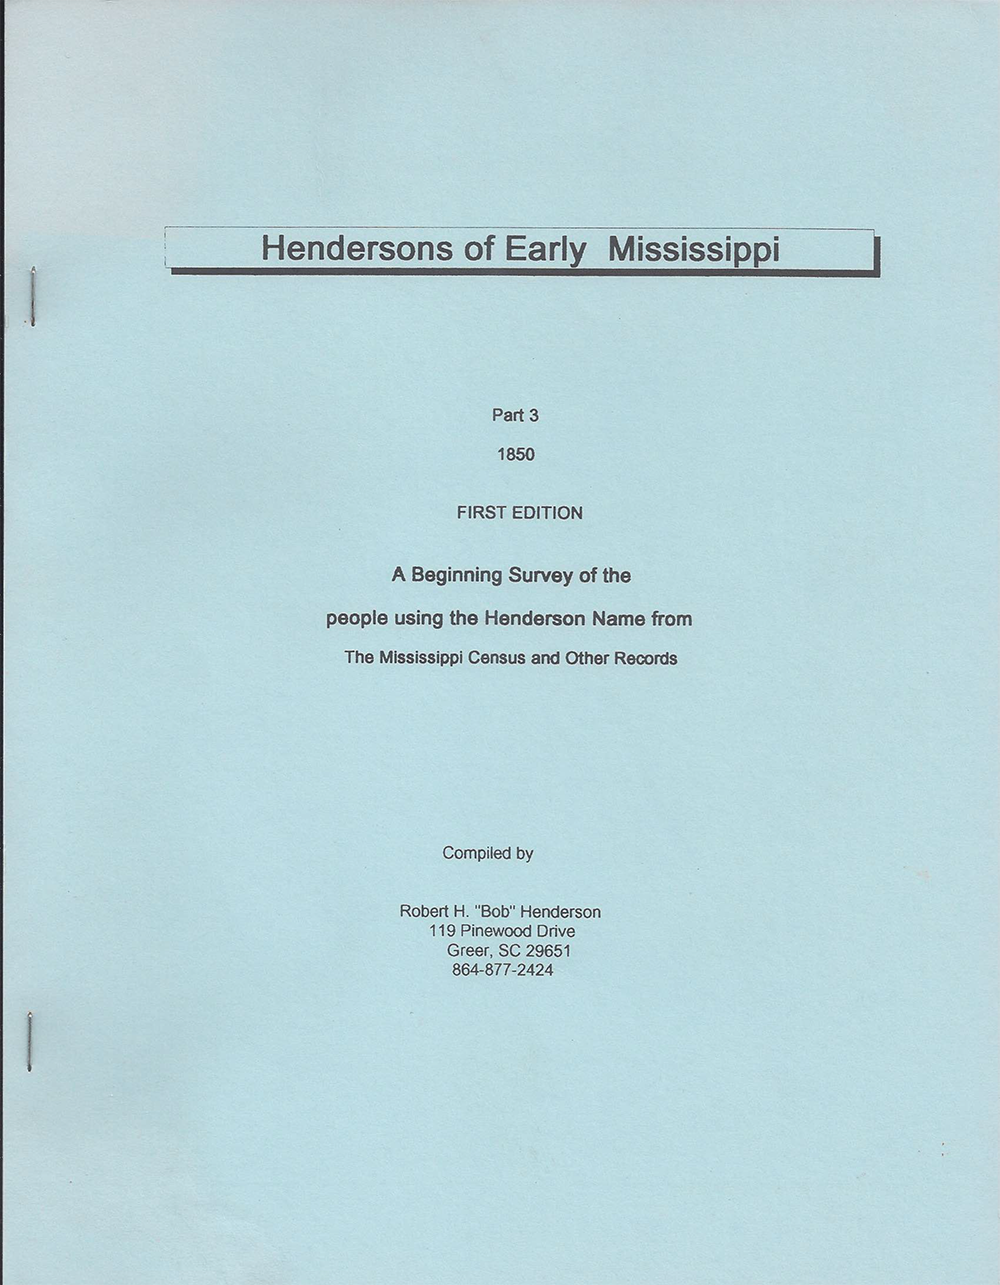 Hendersons of Early Mississippi
Part 3
1850
FIRST EDITION
A Beginning Survey of the
people using the Henderson Name from
The Mississippi Census and Other Records
Compiled by
Robert H. "Bob" Henderson
119 Pinewood Drive
Greer, SC 29651
864-877-2424